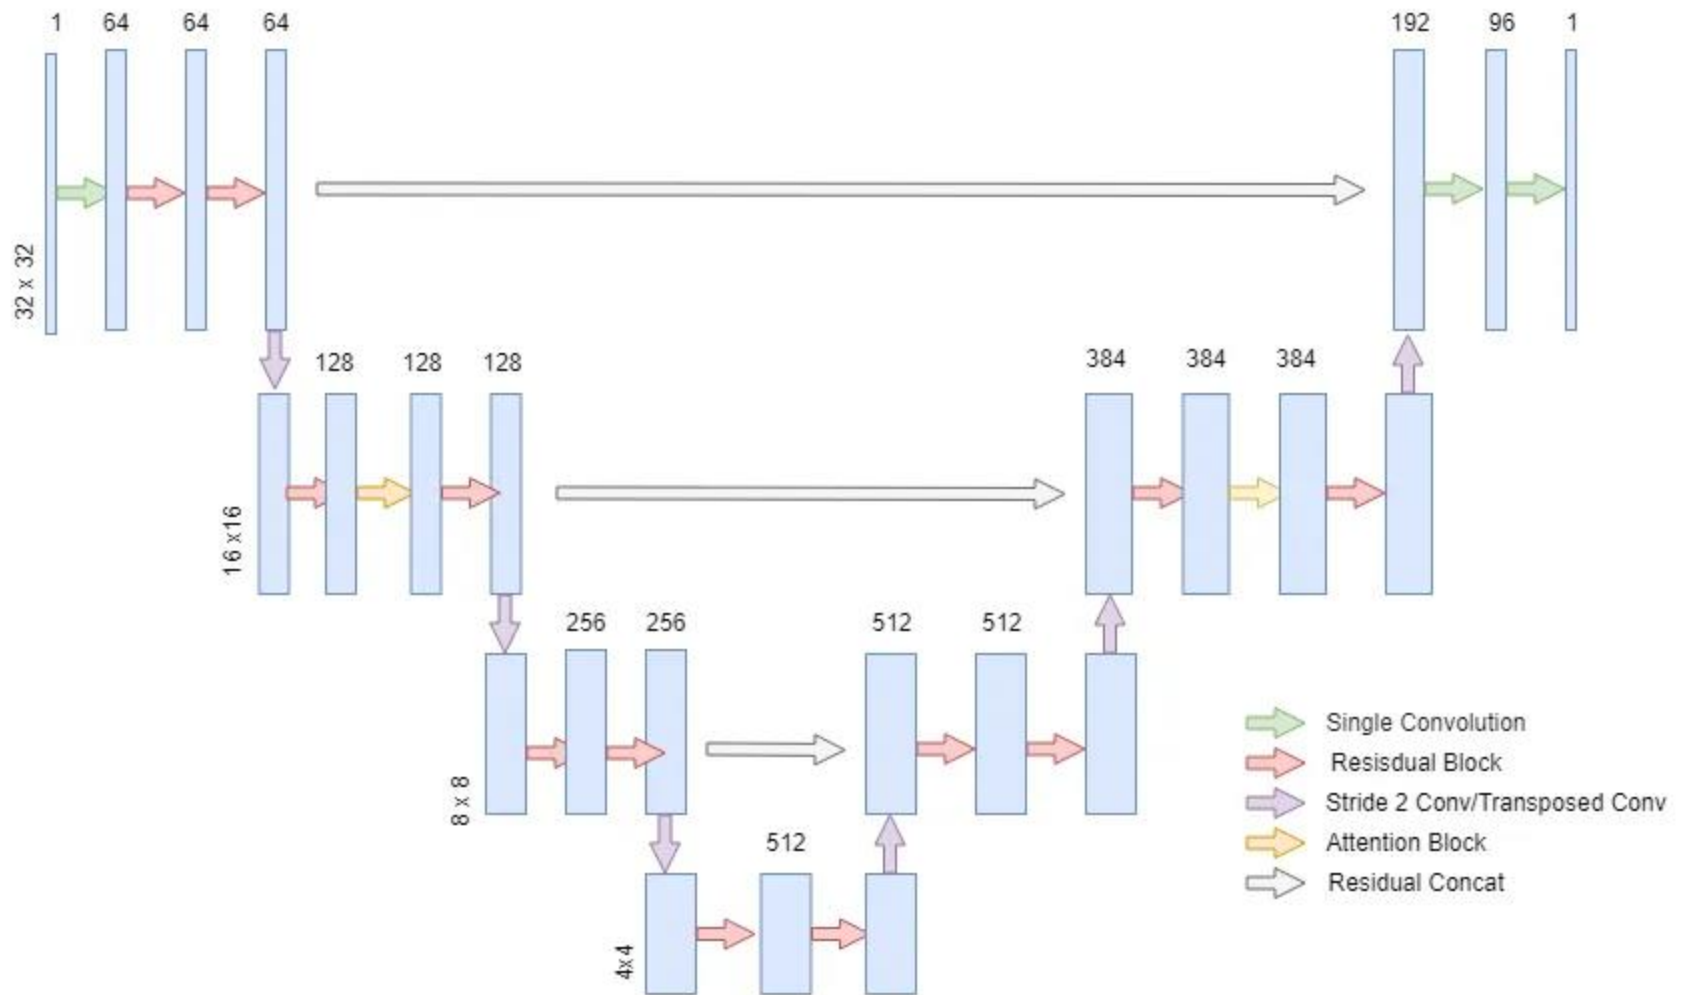 1 64 64 64 192 96 1
32 x 32
128 128 128 384 384 384
16 x16
256 256 512 512
8 x 8
512
4x4
Single Convolution
Resisdual Block
Stride 2 Conv/Transposed Conv
Attention Block
Residual Concat